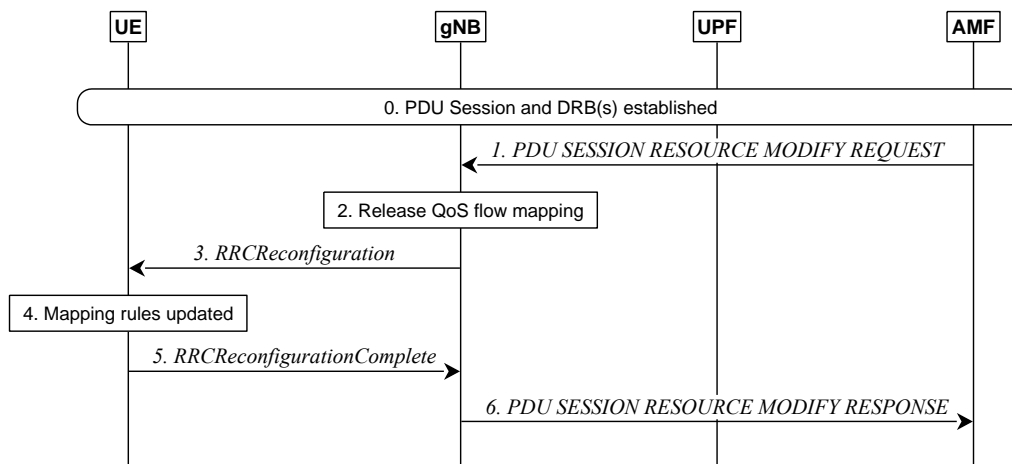 UE gNB UPF AMF
0. PDU Session and DRB(s) established
1. PDU SESSION RESOURCE MODIFY REQUEST
2. Release QoS flow mapping
3. RRCReconfiguration
4. Mapping rules updated
5. RRCReconfigurationComplete
6. PDU SESSION RESOURCE MODIFY RESPONSE